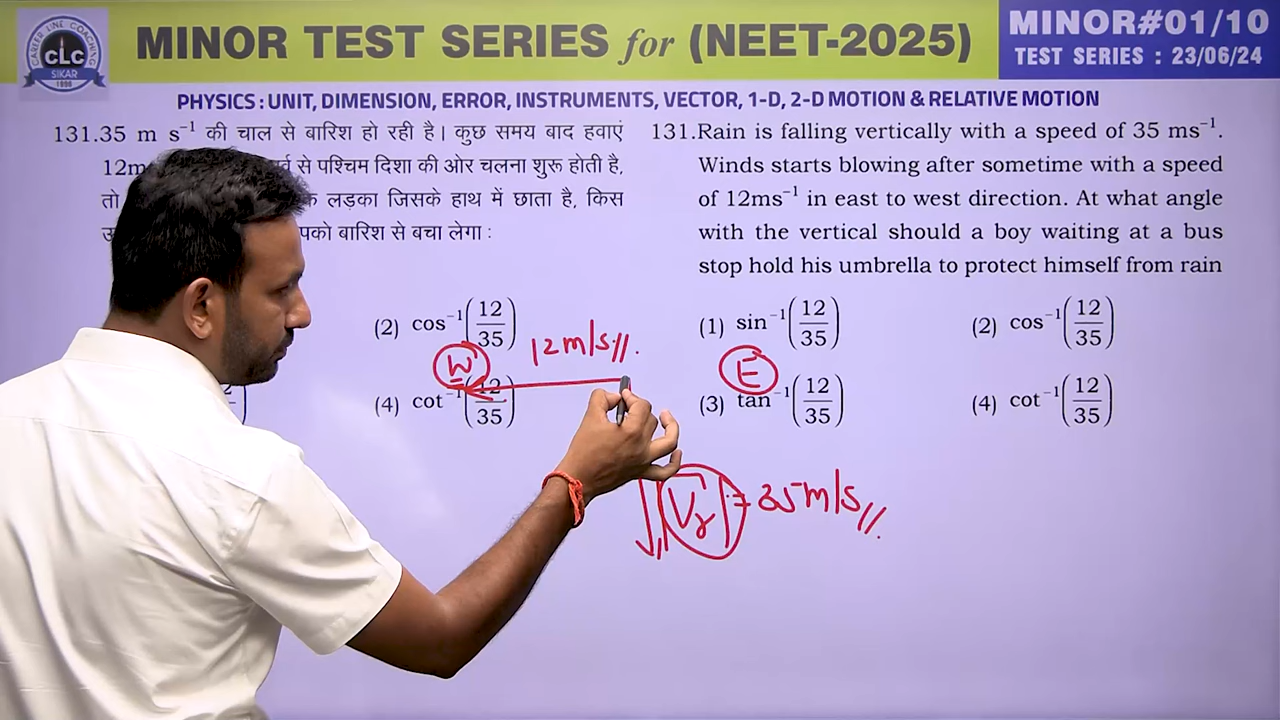 CAREER LINE COACHING
CLC
SIKAR
1996
MINOR TEST SERIES for (NEET-2025)
MINOR#01/10
TEST SERIES : 23/06/24
PHYSICS : UNIT, DIMENSION, ERROR, INSTRUMENTS, VECTOR, 1-D, 2-D MOTION & RELATIVE MOTION
131.35 m s⁻¹ की चाल से बारिश हो रही है। कुछ समय बाद हवाएं
12m से पश्चिम दिशा की ओर चलना शुरू होती है,
तो लड़का जिसके हाथ में छाता है, किस
बारिश से बचा लेगा :
(2) cos⁻¹(12/35)
(4) cot⁻¹(12/35)
131.Rain is falling vertically with a speed of 35 ms⁻¹.
Winds starts blowing after sometime with a speed
of 12ms⁻¹ in east to west direction. At what angle
with the vertical should a boy waiting at a bus
stop hold his umbrella to protect himself from rain
(1) sin⁻¹(12/35)
(2) cos⁻¹(12/35)
(3) tan⁻¹(12/35)
(4) cot⁻¹(12/35)
W
12m/s
E
|Vr| = 35m/s